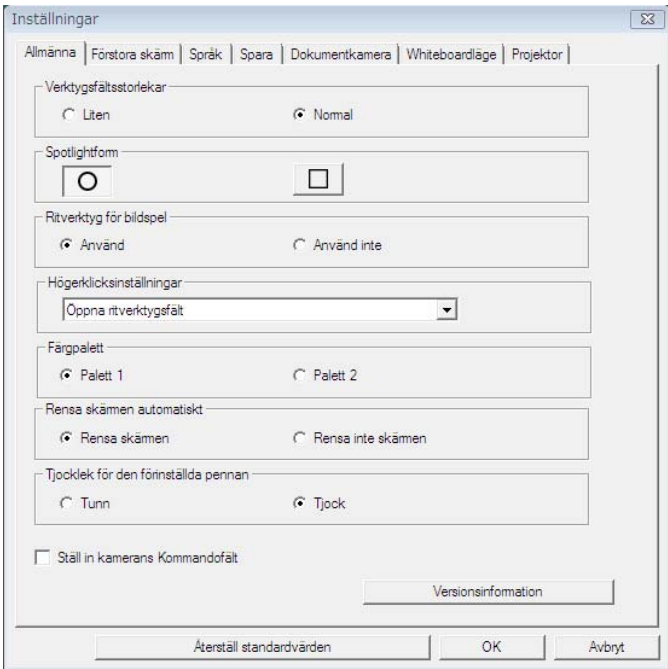 Inställningar
Allmänna Förstora skärm Språk Spara Dokumentkamera Whiteboardläge Projektor
Verktygsfältsstorlekar
Liten Normal
Spotlightform
Ritverktyg för bildspel
Använd Använd inte
Högerklicksinställningar
Öppna ritverktygsfält
Färgpalett
Palett 1 Palett 2
Rensa skärmen automatiskt
Rensa skärmen Rensa inte skärmen
Tjocklek för den förinställda pennan
Tunn Tjock
Ställ in kamerans Kommandofält
Versionsinformation
Återställ standardvärden OK Avbryt